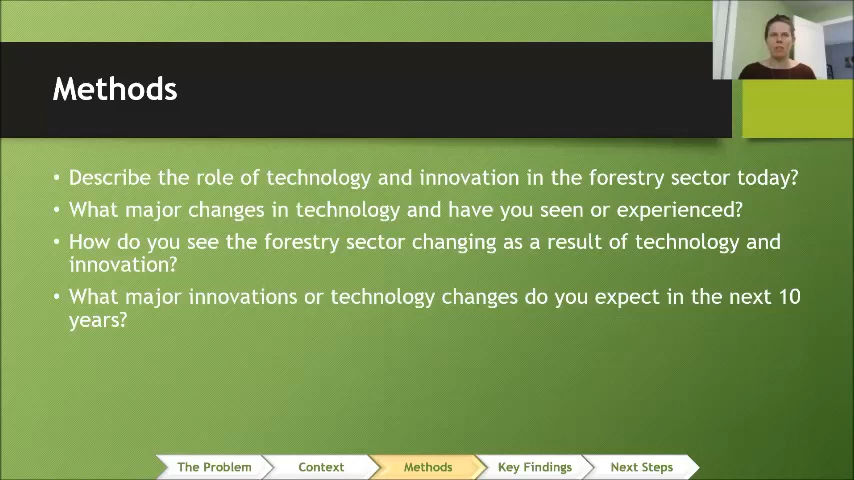 Methods
• Describe the role of technology and innovation in the forestry sector today?
• What major changes in technology and have you seen or experienced?
• How do you see the forestry sector changing as a result of technology and
innovation?
• What major innovations or technology changes do you expect in the next 10
years?
The Problem
Context
Methods
Key Findings
Next Steps